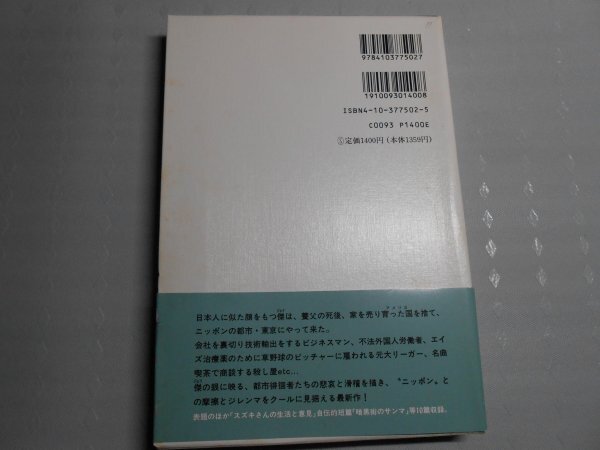 9784103775027
1910093014008
ISBN4-10-377502-5
C0093 P1400E
定価1400円(本体1359円)
日本人に似た顔をもつ傑は、養父の死後、家を売り育った国を捨て、
ニッポンの都市・東京にやって来た。
会社を裏切り技術輸出をするビジネスマン、不法外国人労働者、エイ
ズ治療薬のために草野球のピッチャーに雇われる元大リーガー、名曲
喫茶で商談する殺し屋etc…
傑の眼に映る、都市徘徊者たちの悲哀と滑稽を描き、〝ニッポン〟と
の摩擦とジレンマをクールに見据える最新作！
表題のほか「スズキさんの生活と意見」自伝的短篇「暗黒術のサンマ」等10篇収録。